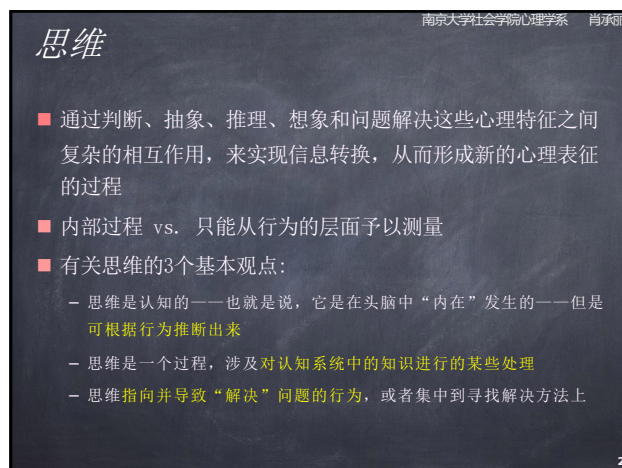 南京大学社会学院心理学系 肖承丽
思维
通过判断、抽象、推理、想象和问题解决这些心理特征之间
复杂的相互作用，来实现信息转换，从而形成新的心理表征
的过程
内部过程 vs. 只能从行为的层面予以测量
有关思维的3个基本观点:
– 思维是认知的——也就是说，它是在头脑中“内在”发生的——但是
可根据行为推断出来
– 思维是一个过程，涉及对认知系统中的知识进行的某些处理
– 思维指向并导致“解决”问题的行为，或者集中到寻找解决方法上
2